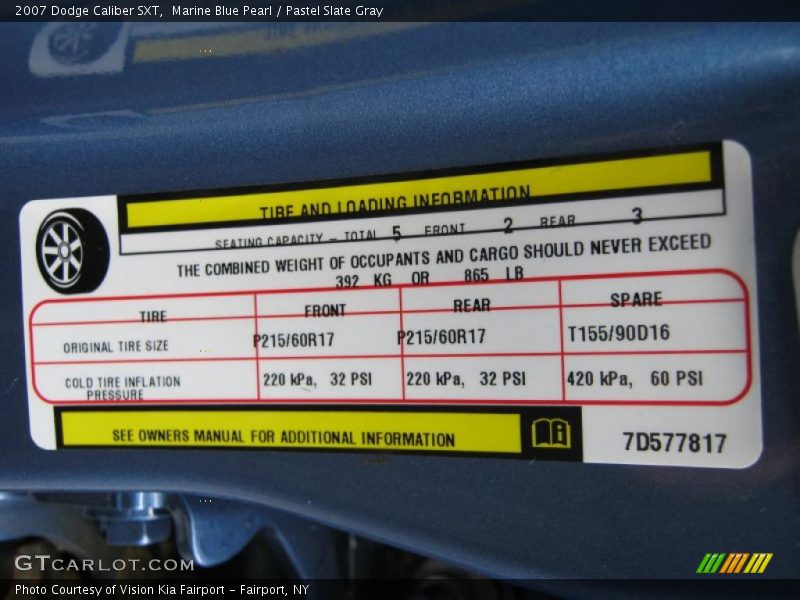 2007 Dodge Caliber SXT,  Marine Blue Pearl / Pastel Slate Gray
TIRE AND LOADING INFORMATION
SEATING CAPACITY – TOTAL 5 FRONT 2 REAR 3
THE COMBINED WEIGHT OF OCCUPANTS AND CARGO SHOULD NEVER EXCEED
392 KG OR 865 LB
TIRE FRONT REAR SPARE
ORIGINAL TIRE SIZE P215/60R17 P215/60R17 T155/90D16
COLD TIRE INFLATION PRESSURE 220 kPa, 32 PSI 220 kPa, 32 PSI 420 kPa, 60 PSI
SEE OWNERS MANUAL FOR ADDITIONAL INFORMATION
7D577817
GTCarlot.com
Photo Courtesy of Vision Kia Fairport – Fairport, NY